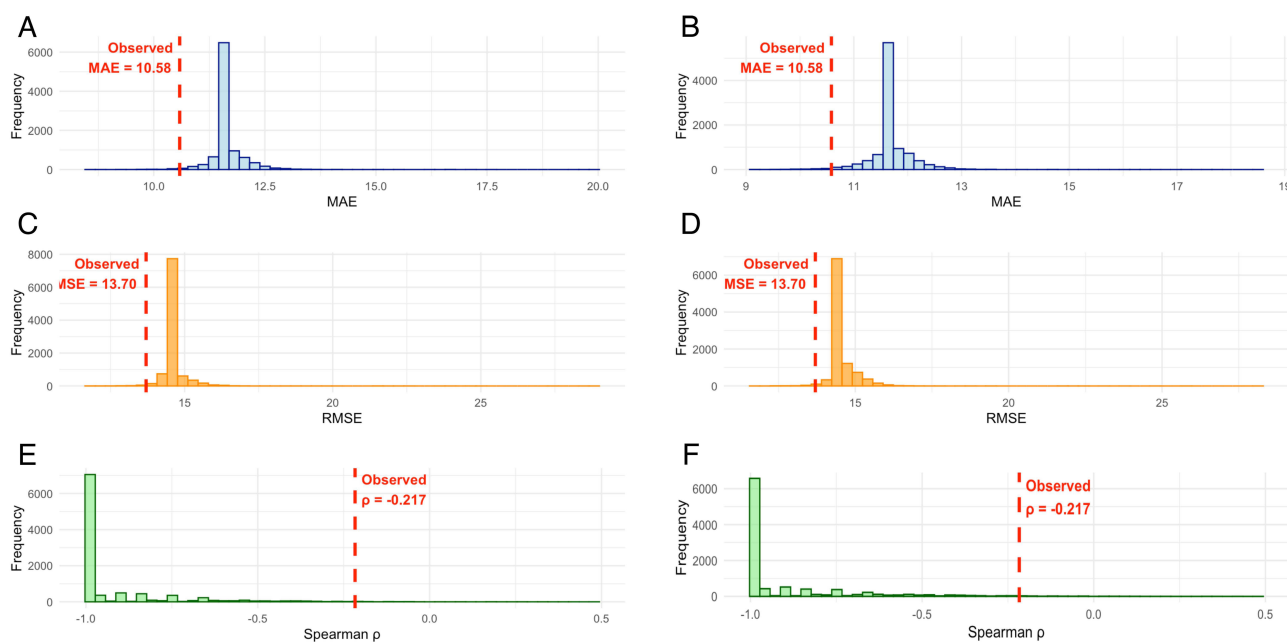 A
Observed
MAE = 10.58
Frequency
6000
4000
2000
0
10.0 12.5 15.0 17.5 20.0
MAE
B
Observed
MAE = 10.58
Frequency
4000
2000
0
9 11 13 15 17 19
MAE
C
Observed
MSE = 13.70
Frequency
8000
6000
4000
2000
0
15 20 25
RMSE
D
Observed
MSE = 13.70
Frequency
6000
4000
2000
0
15 20 25
RMSE
E
Observed
ρ = -0.217
Frequency
6000
4000
2000
0
-1.0 -0.5 0.0 0.5
Spearman ρ
F
Observed
ρ = -0.217
Frequency
6000
4000
2000
0
-1.0 -0.5 0.0 0.5
Spearman ρ